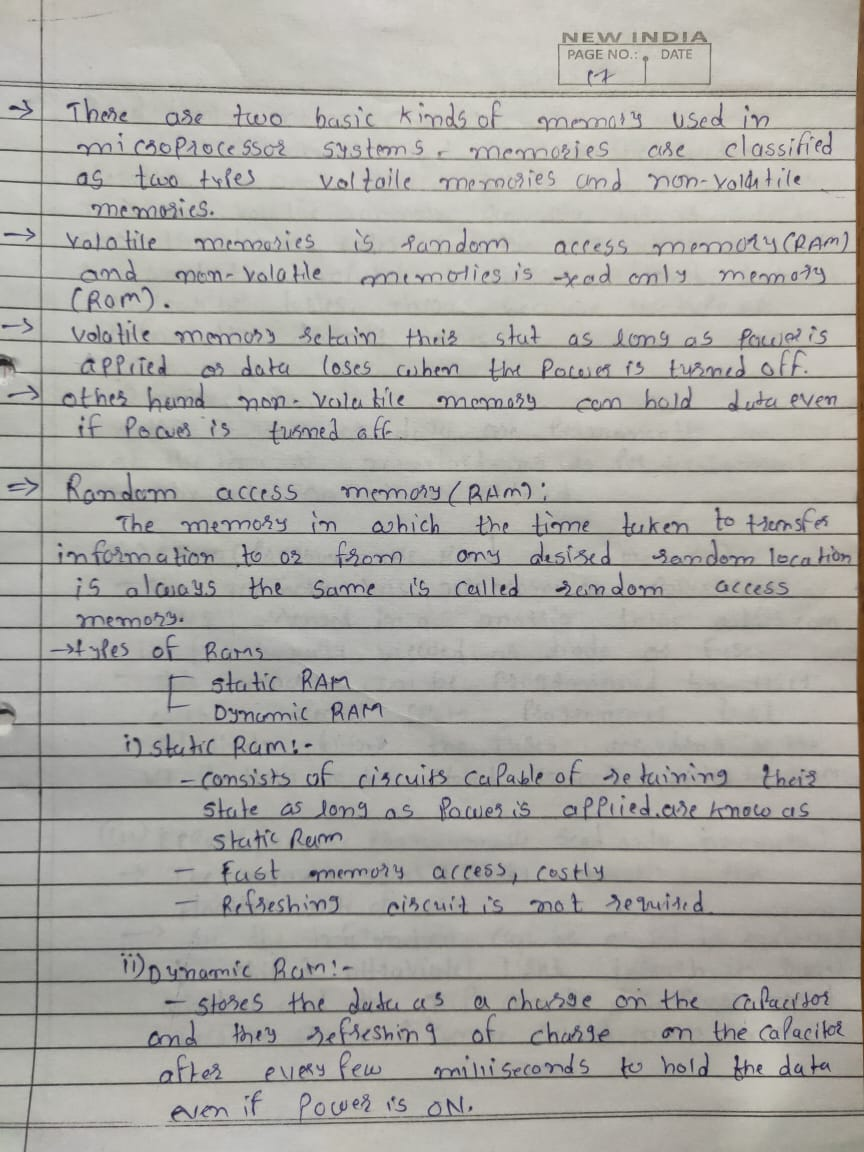 NEW INDIA
PAGE NO.: DATE
17
→ There are two basic kinds of memory used in
microprocessor systems. memories are classified
as two types voltaile memories and non-volatile
memories.
→ volatile memories is random access memory (RAM)
and non-volatile memories is read only memory
(ROM).
→ volatile memory retain their stat as long as power is
applied or data loses when the power is turned off.
→ other hand non-volatile memory can hold data even
if power is turned off.
⇒ Random access memory (RAM):
The memory in which the time taken to transfer
information to or from any desired random location
is always the same is called random access
memory.
→ types of Rams
Static RAM
Dynamic RAM
i) static Ram:-
- consists of circuits capable of retaining their
state as long as power is applied. are know as
static Ram
- Fast memory access, costly
- Refreshing circuit is not required
ii) Dynamic Ram:-
- stores the data as a charge on the capacitor
and they refreshing of charge on the capacitor
after every few milliseconds to hold the data
even if power is ON.